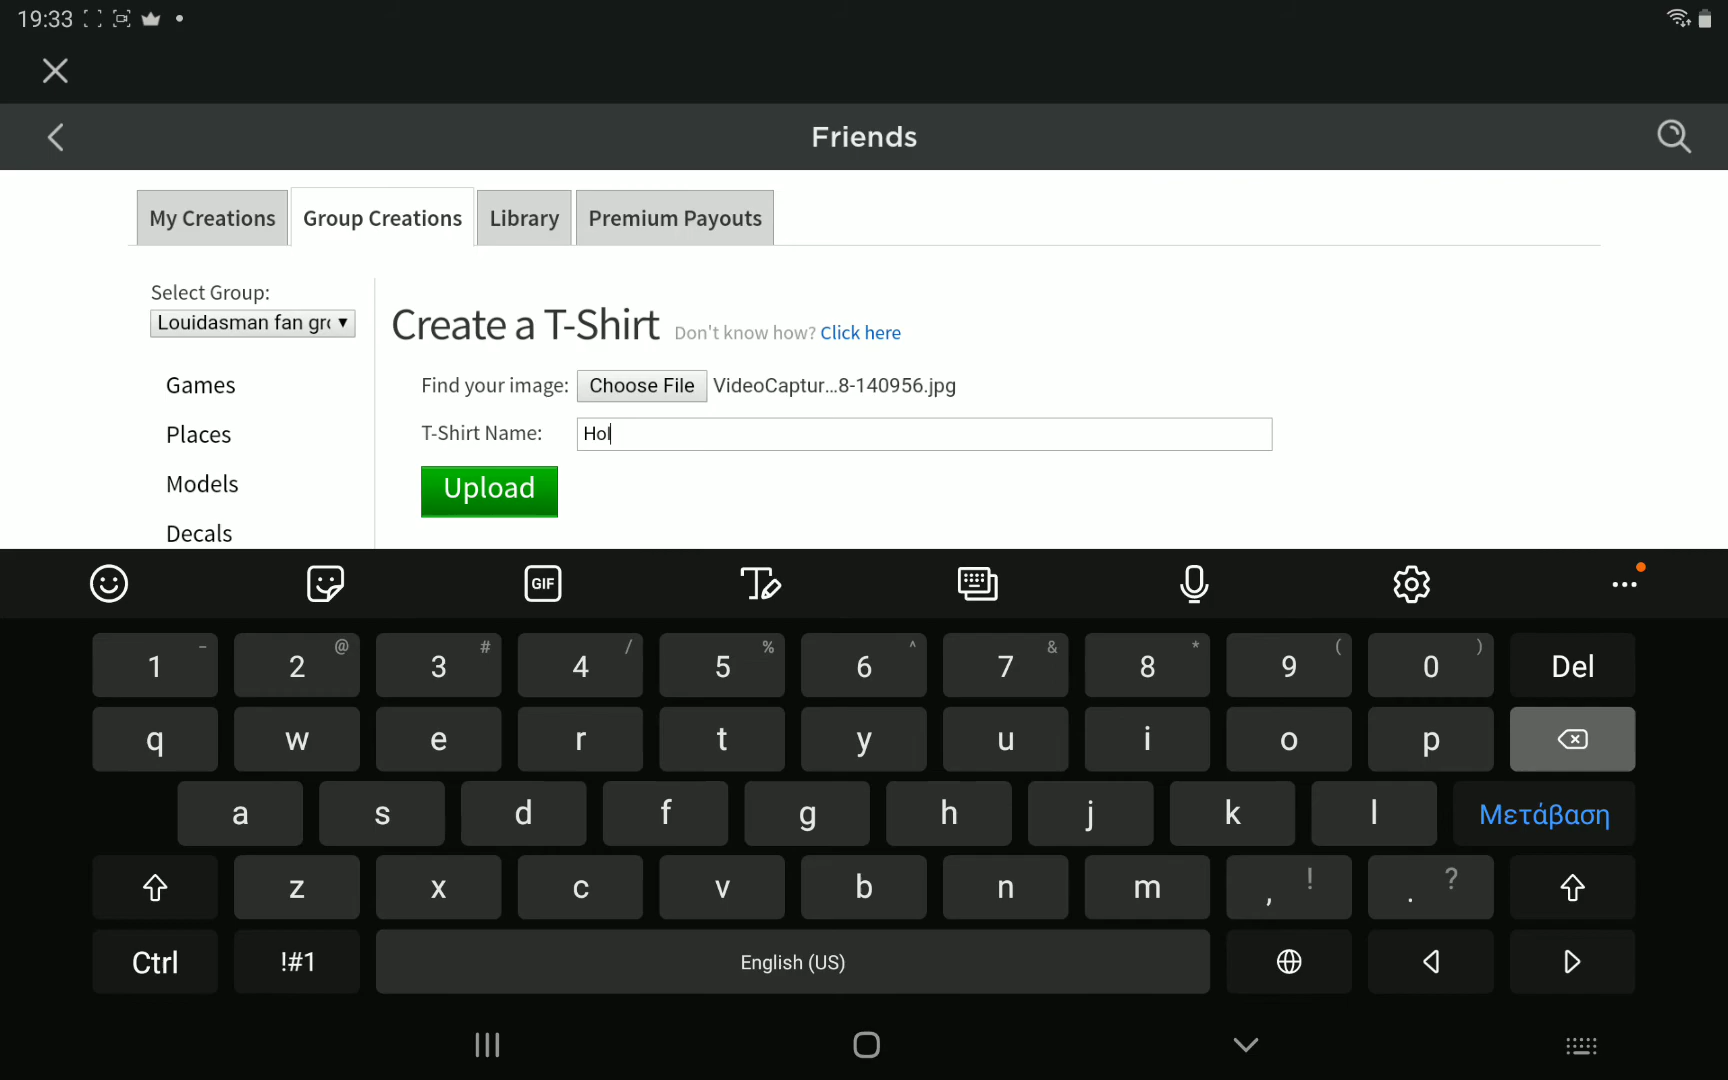 19:33
Friends
My Creations Group Creations Library Premium Payouts
Select Group:
Louidasman fan gr
Create a T-Shirt Don't know how? Click here
Games
Find your image: Choose File VideoCaptur...8-140956.jpg
Places
T-Shirt Name: Hol
Models
Upload
Decals
GIF
1 - 2 @ 3 # 4 / 5 % 6 ^ 7 & 8 * 9 ( 0 ) Del
q w e r t y u i o p
a s d f g h j k l Μετάβαση
z x c v b n m , ! . ?
Ctrl !#1 English (US)